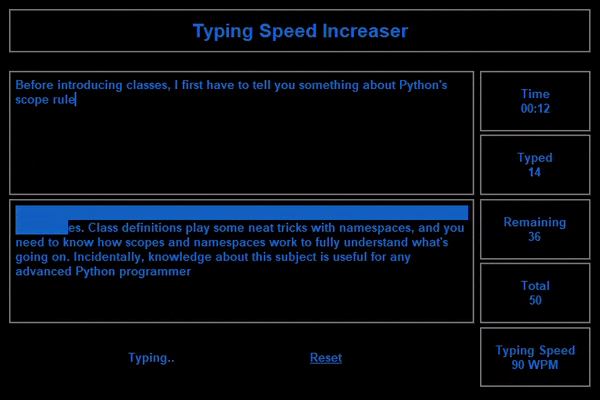 Typing Speed Increaser
Before introducing classes, I first have to tell you something about Python's
scope rule
es. Class definitions play some neat tricks with namespaces, and you
need to know how scopes and namespaces work to fully understand what's
going on. Incidentally, knowledge about this subject is useful for any
advanced Python programmer
Time
00:12
Typed
14
Remaining
36
Total
50
Typing Speed
90 WPM
Typing..
Reset